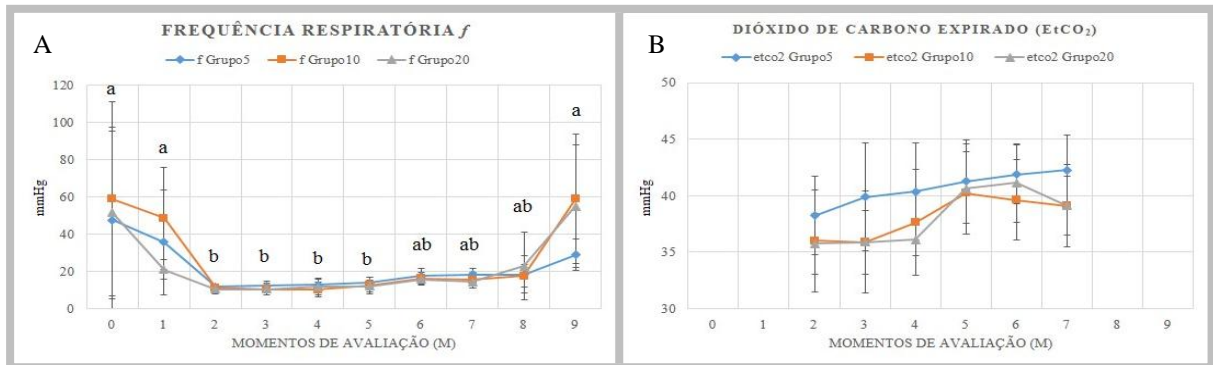 A
FREQUÊNCIA RESPIRATÓRIA f
f Grupo5 f Grupo10 f Grupo20
120
100
80
60
40
20
0
mmHg
a
a
b
b
b
b
ab
ab
ab
a
0 1 2 3 4 5 6 7 8 9
MOMENTOS DE AVALIAÇÃO (M)
B
DIÓXIDO DE CARBONO EXPIRADO (EtCO₂)
etco2 Grupo5 etco2 Grupo10 etco2 Grupo20
50
45
40
35
30
mmHg
0 1 2 3 4 5 6 7 8 9
MOMENTOS DE AVALIAÇÃO (M)